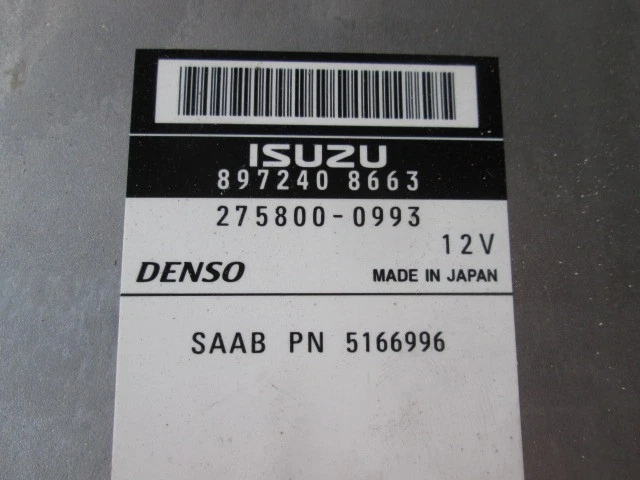 ISUZU
897240 8663
275800-0993
12V
DENSO MADE IN JAPAN
SAAB PN 5166996